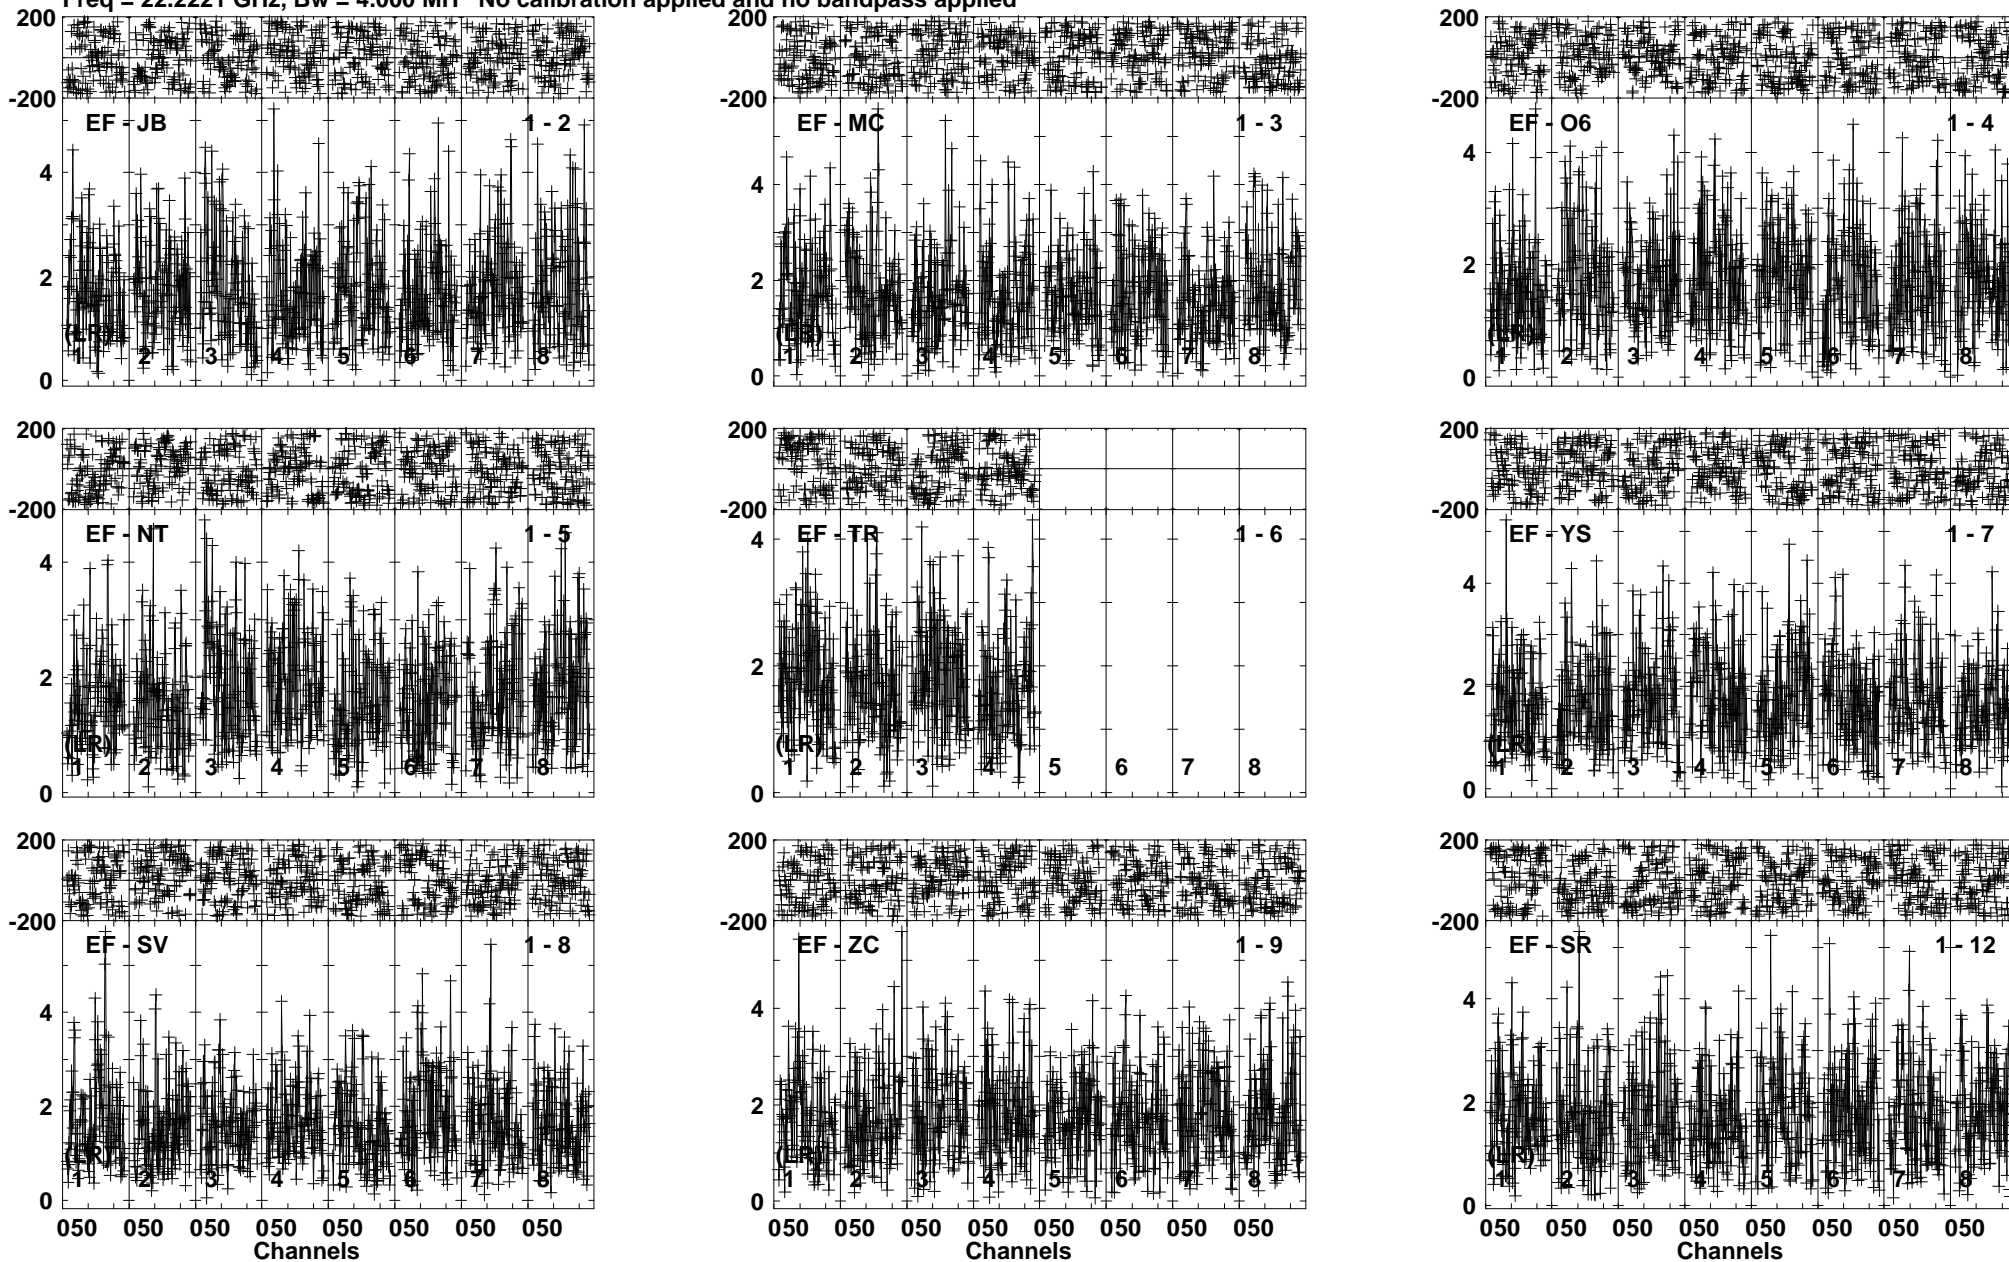 Freq = 22.2221 GHz, Bw = 4.000 MH No calibration applied and no bandpass applied
200 200 200
-200 -200 -200
EF - JB 1 - 2 EF - MC 1 - 3 EF - O6 1 - 4
4 4 4
2 2 2
(LR) (LR) (LR)
1 2 3 4 5 6 7 8 1 2 3 4 5 6 7 8 1 2 3 4 5 6 7 8
0 0 0
200 200 200
-200 -200 -200
EF - NT 1 - 5 EF - TR 1 - 6 EF - YS 1 - 7
4 4 4
2 2 2
(LR) (LR) (LR)
1 2 3 4 5 6 7 8 1 2 3 4 5 6 7 8 1 2 3 4 5 6 7 8
0 0 0
200 200 200
-200 -200 -200
EF - SV 1 - 8 EF - ZC 1 - 9 EF - SR 1 - 12
4 4 4
2 2 2
(LR) (LR) (LR)
1 2 3 4 5 6 7 8 1 2 3 4 5 6 7 8 1 2 3 4 5 6 7 8
0 0 0
050 050 050 050 050 050 050 050 050 050 050 050 050 050 050 050 050 050 050 050 050 050 050 050
Channels Channels Channels